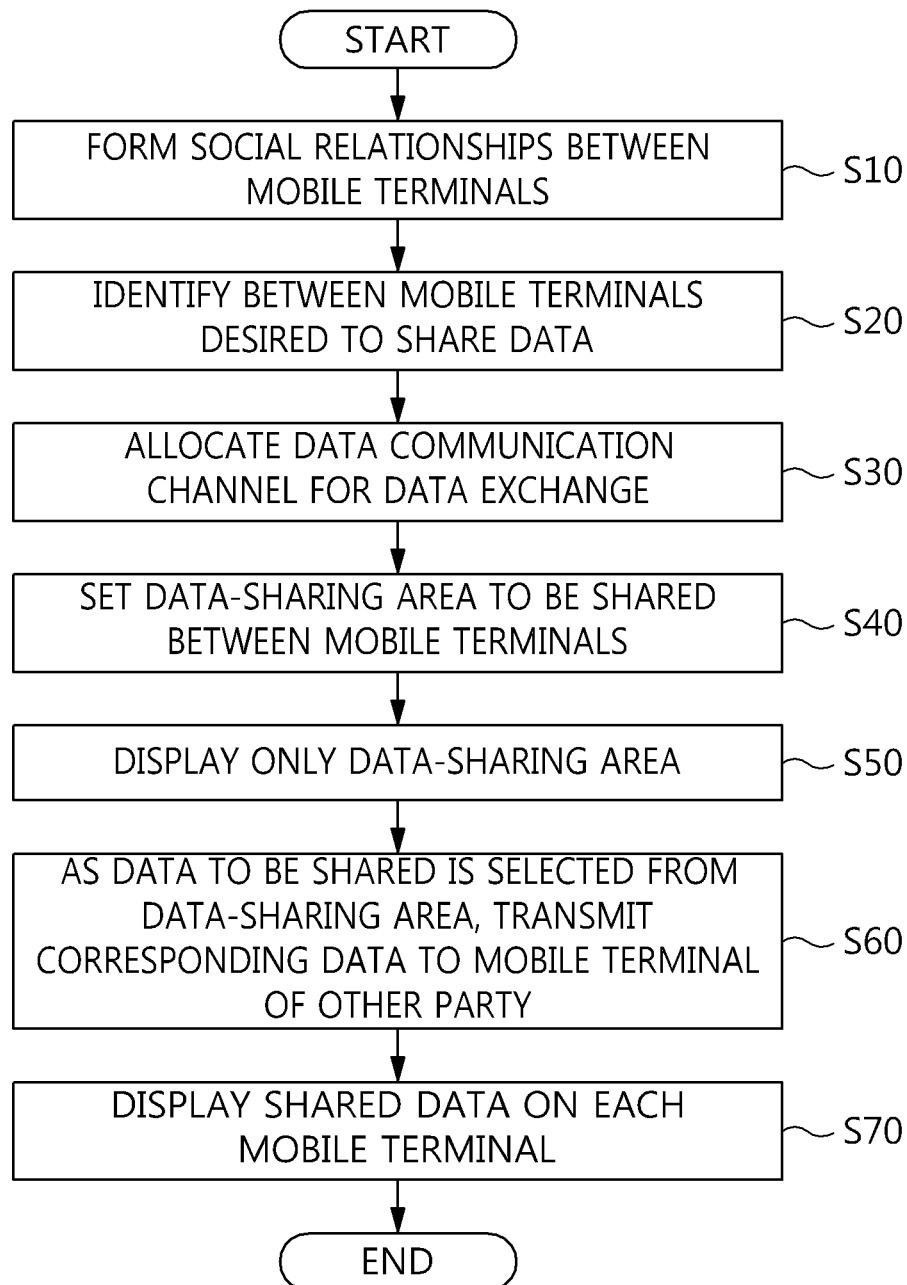 START
FORM SOCIAL RELATIONSHIPS BETWEEN
MOBILE TERMINALS
S10
IDENTIFY BETWEEN MOBILE TERMINALS
DESIRED TO SHARE DATA
S20
ALLOCATE DATA COMMUNICATION
CHANNEL FOR DATA EXCHANGE
S30
SET DATA-SHARING AREA TO BE SHARED
BETWEEN MOBILE TERMINALS
S40
DISPLAY ONLY DATA-SHARING AREA
S50
AS DATA TO BE SHARED IS SELECTED FROM
DATA-SHARING AREA, TRANSMIT
CORRESPONDING DATA TO MOBILE TERMINAL
OF OTHER PARTY
S60
DISPLAY SHARED DATA ON EACH
MOBILE TERMINAL
S70
END